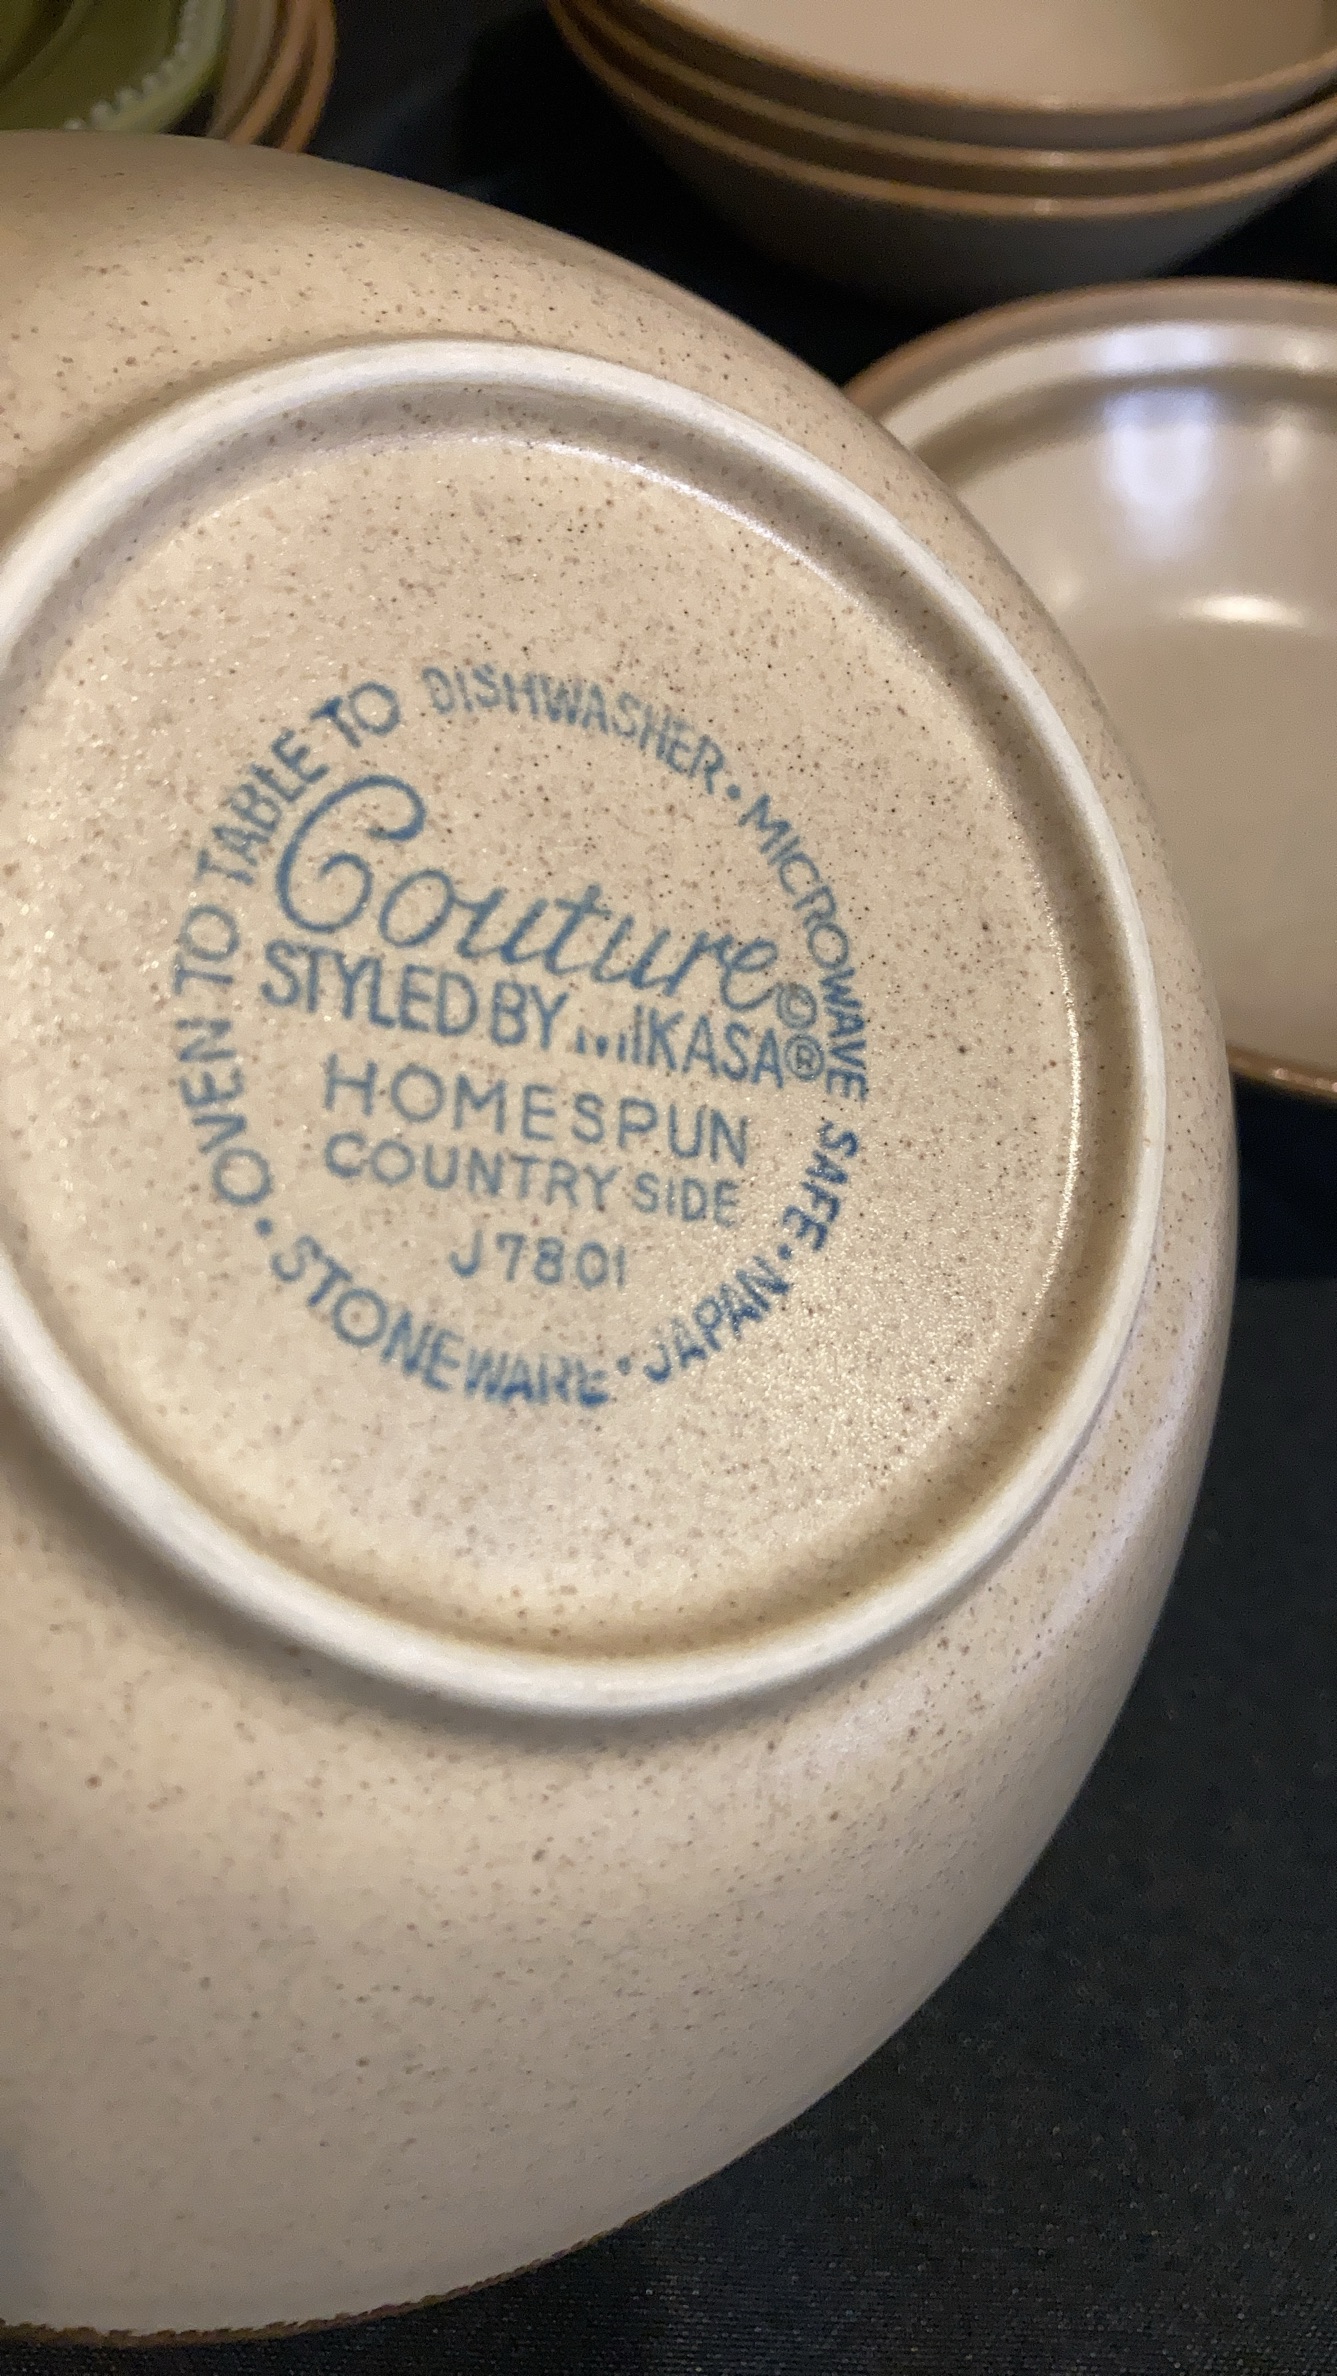 OVEN TO TABLE TO DISHWASHER • MICROWAVE SAFE • JAPAN • STONEWARE •
Couture©
STYLED BY MIKASA®
HOMESPUN
COUNTRY SIDE
J7801